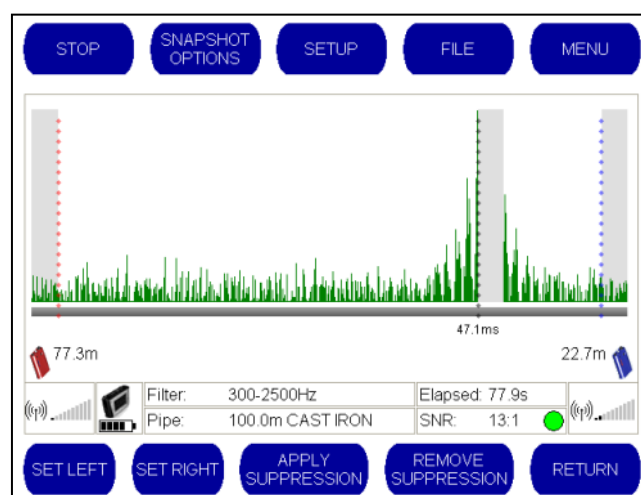 STOP
SNAPSHOT
OPTIONS
SETUP
FILE
MENU
47.1ms
77.3m
22.7m
Filter: 300-2500Hz
Elapsed: 77.9s
Pipe: 100.0m CAST IRON
SNR: 13:1
SET LEFT
SET RIGHT
APPLY
SUPPRESSION
REMOVE
SUPPRESSION
RETURN